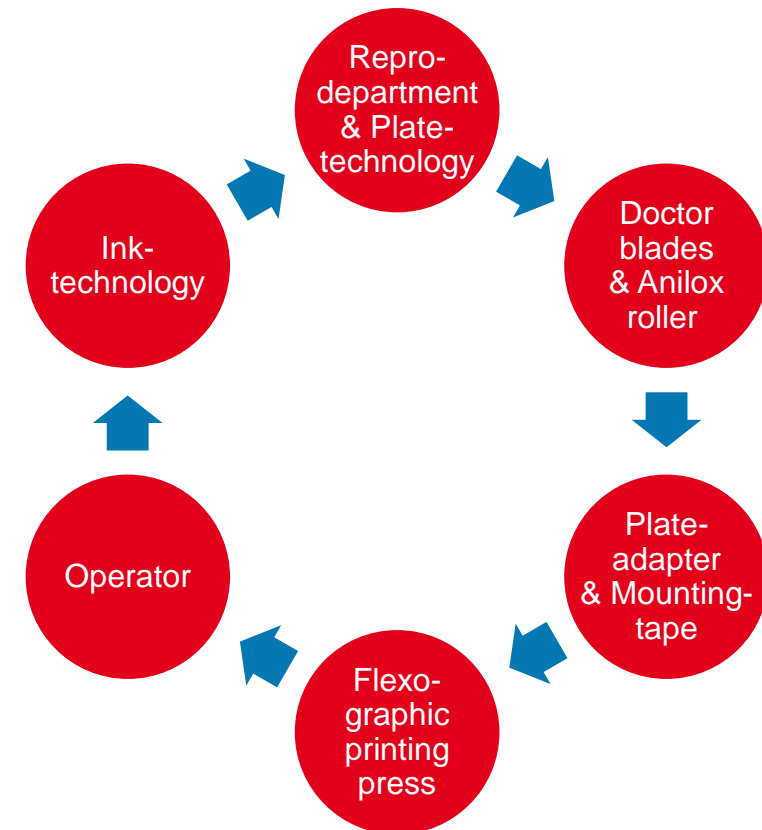 Repro-
department
& Plate-
technology
Doctor
blades
& Anilox
roller
Plate-
adapter
& Mounting-
tape
Flexo-
graphic
printing
press
Operator
Ink-
technology